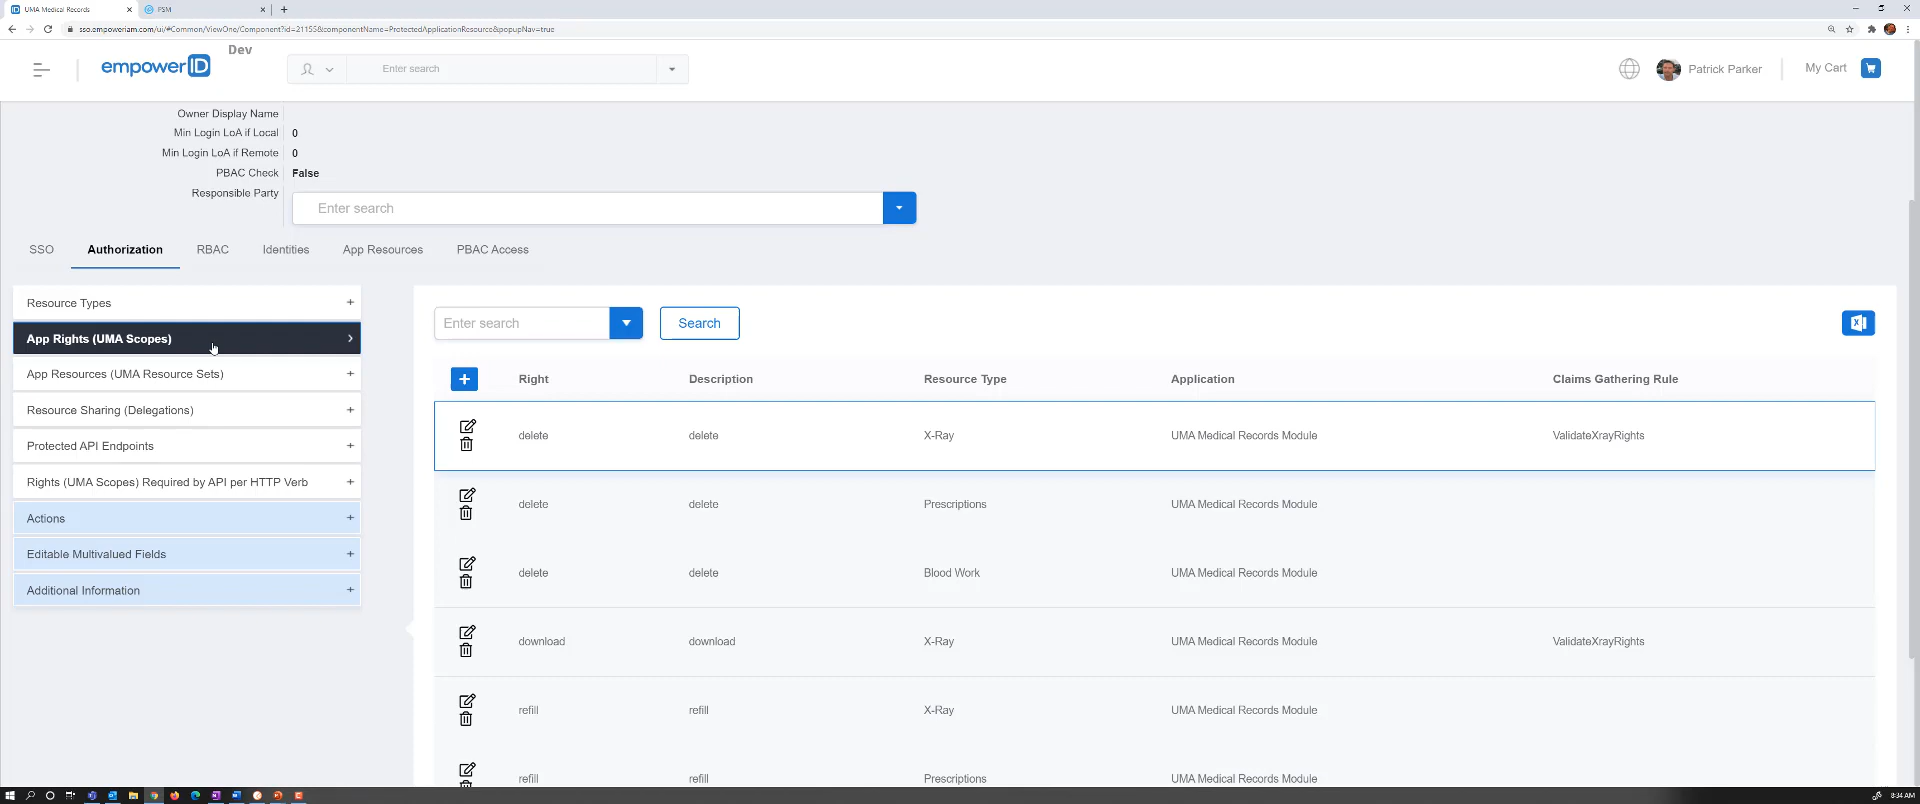 UMA Medical Records
PSM
sso.empoweriam.com/ui/#Common/ViewOne/Component?id=21155&componentName=ProtectedApplicationResource&popupNav=true
empowerID
Dev
Enter search
Patrick Parker
My Cart
Owner Display Name
Min Login LoA if Local 0
Min Login LoA if Remote 0
PBAC Check False
Responsible Party
Enter search
SSO Authorization RBAC Identities App Resources PBAC Access
Resource Types +
App Rights (UMA Scopes)
App Resources (UMA Resource Sets) +
Resource Sharing (Delegations) +
Protected API Endpoints +
Rights (UMA Scopes) Required by API per HTTP Verb +
Actions +
Editable Multivalued Fields +
Additional Information +
Enter search Search
+ Right Description Resource Type Application Claims Gathering Rule
delete delete X-Ray UMA Medical Records Module ValidateXrayRights
delete delete Prescriptions UMA Medical Records Module
delete delete Blood Work UMA Medical Records Module
download download X-Ray UMA Medical Records Module ValidateXrayRights
refill refill X-Ray UMA Medical Records Module
refill refill Prescriptions UMA Medical Records Module
8:34 AM